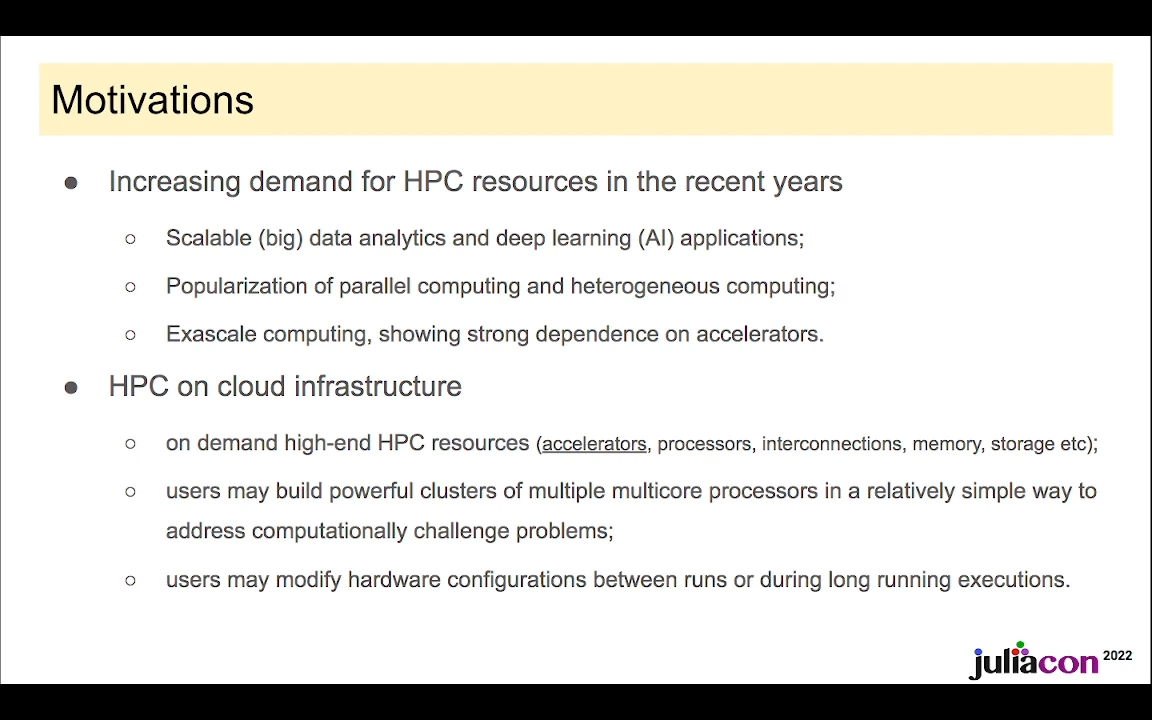 Motivations
● Increasing demand for HPC resources in the recent years
○ Scalable (big) data analytics and deep learning (AI) applications;
○ Popularization of parallel computing and heterogeneous computing;
○ Exascale computing, showing strong dependence on accelerators.
● HPC on cloud infrastructure
○ on demand high-end HPC resources (accelerators, processors, interconnections, memory, storage etc);
○ users may build powerful clusters of multiple multicore processors in a relatively simple way to
address computationally challenge problems;
○ users may modify hardware configurations between runs or during long running executions.
juliacon 2022